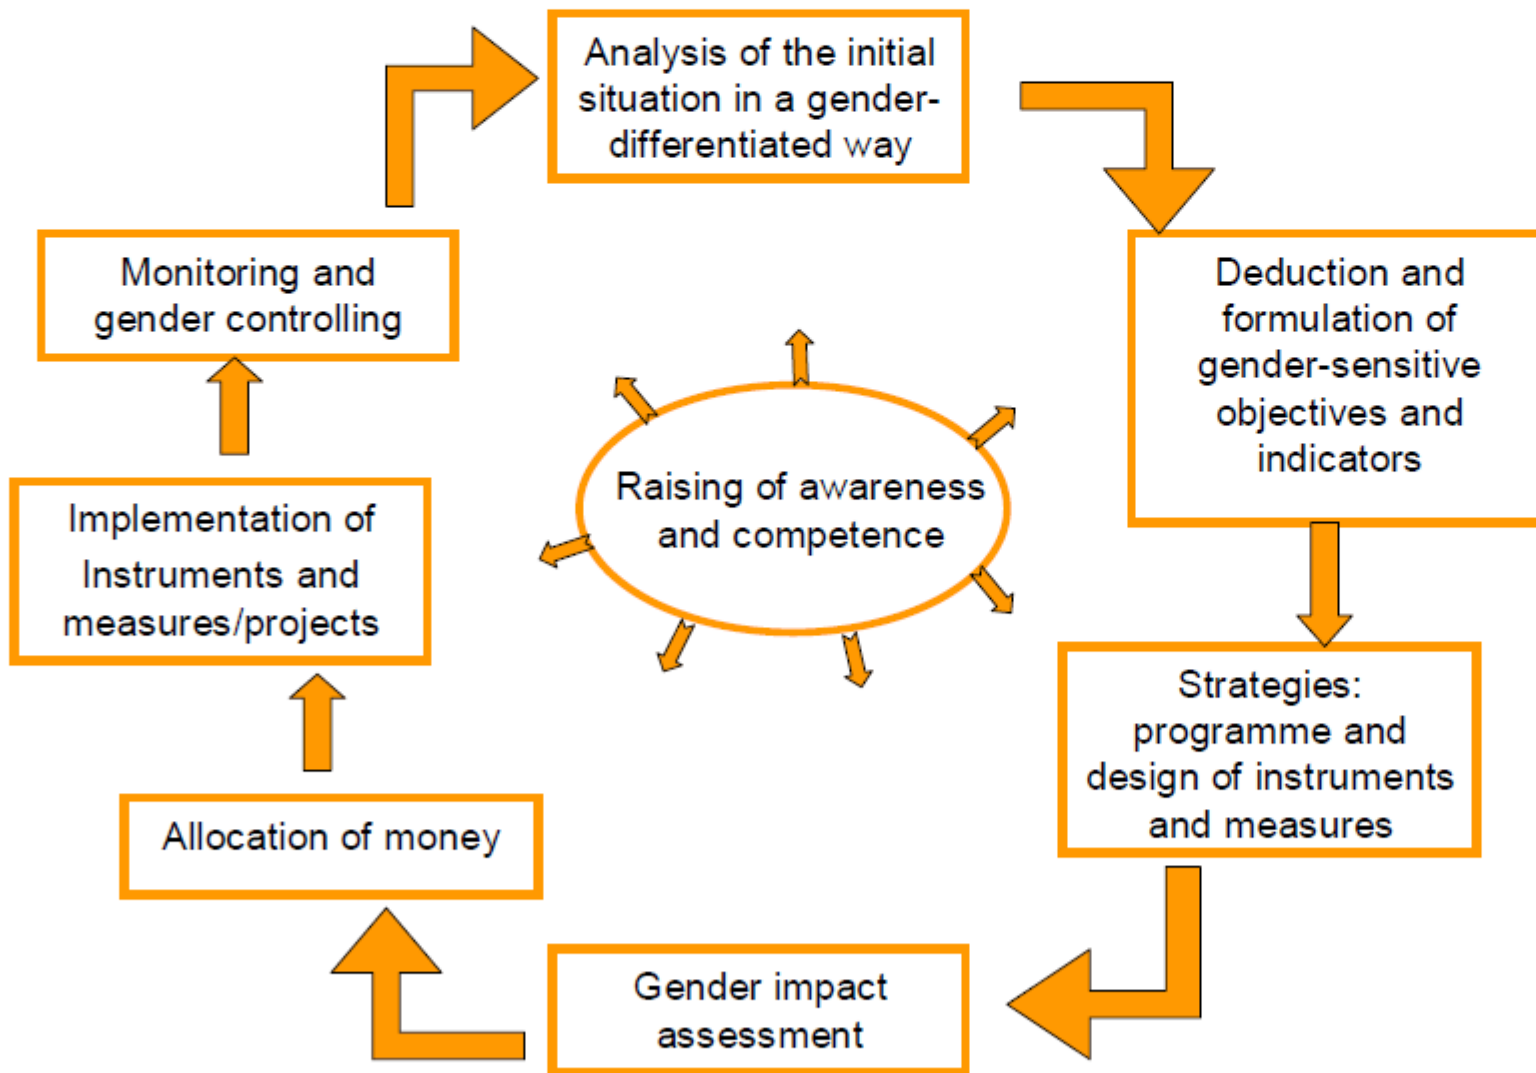 Analysis of the initial
situation in a gender-
differentiated way
Deduction and
formulation of
gender-sensitive
objectives and
indicators
Strategies:
programme and
design of instruments
and measures
Gender impact
assessment
Allocation of money
Implementation of
Instruments and
measures/projects
Monitoring and
gender controlling
Raising of awareness
and competence